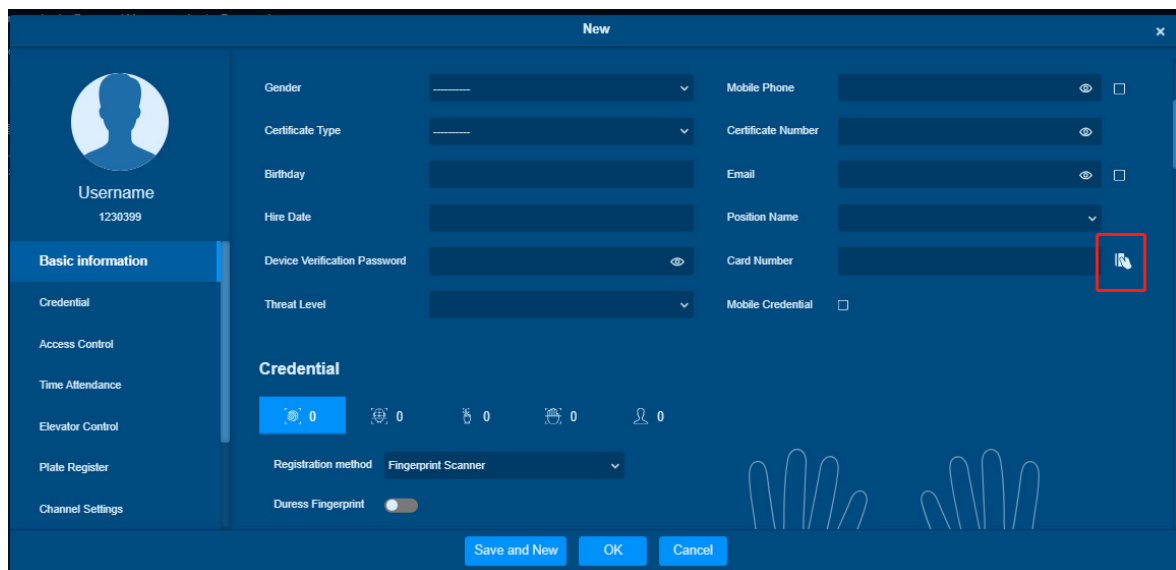 New
×
Username
1230399
Basic information
Credential
Access Control
Time Attendance
Elevator Control
Plate Register
Channel Settings
Gender ---------- Mobile Phone
Certificate Type ---------- Certificate Number
Birthday Email
Hire Date Position Name
Device Verification Password Card Number
Threat Level Mobile Credential
Credential
0 0 0 0 0
Registration method Fingerprint Scanner
Duress Fingerprint
Save and New OK Cancel